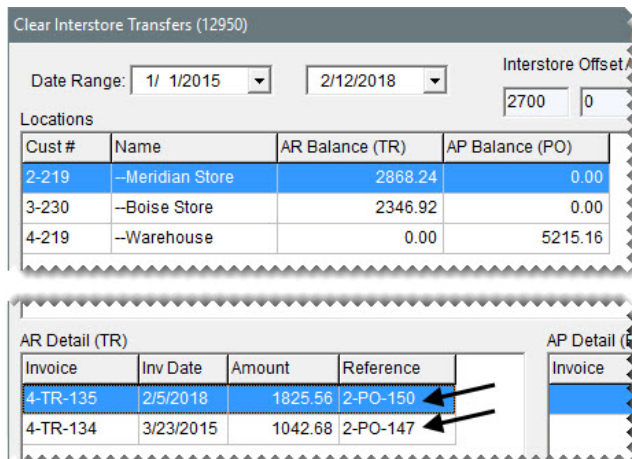 Clear Interstore Transfers (12950)
Interstore Offset
Date Range: 1/ 1/2015 2/12/2018
2700 0
Locations
Cust # Name AR Balance (TR) AP Balance (PO)
2-219 --Meridian Store 2868.24 0.00
3-230 --Boise Store 2346.92 0.00
4-219 --Warehouse 0.00 5215.16
AR Detail (TR) AP Detail
Invoice Inv Date Amount Reference Invoice
4-TR-135 2/5/2018 1825.56 2-PO-150
4-TR-134 3/23/2015 1042.68 2-PO-147